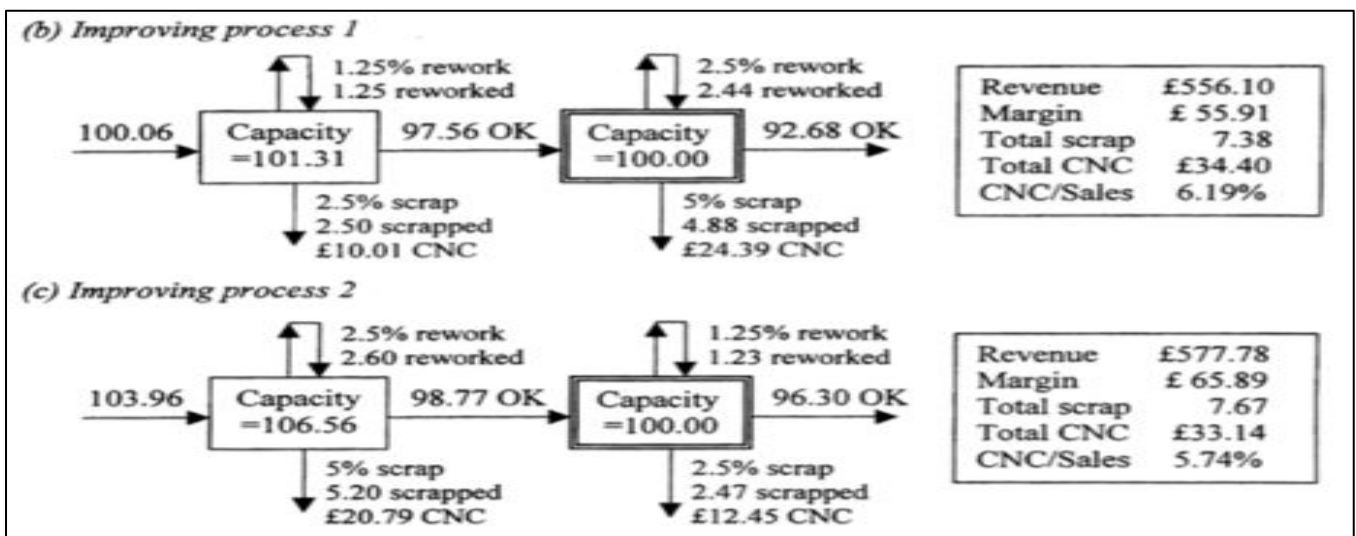 (b) Improving process 1
1.25% rework
1.25 reworked
2.5% rework
2.44 reworked
100.06
Capacity
=101.31
97.56 OK
Capacity
=100.00
92.68 OK
2.5% scrap
2.50 scrapped
£10.01 CNC
5% scrap
4.88 scrapped
£24.39 CNC
Revenue £556.10
Margin £ 55.91
Total scrap 7.38
Total CNC £34.40
CNC/Sales 6.19%
(c) Improving process 2
2.5% rework
2.60 reworked
1.25% rework
1.23 reworked
103.96
Capacity
=106.56
98.77 OK
Capacity
=100.00
96.30 OK
5% scrap
5.20 scrapped
£20.79 CNC
2.5% scrap
2.47 scrapped
£12.45 CNC
Revenue £577.78
Margin £ 65.89
Total scrap 7.67
Total CNC £33.14
CNC/Sales 5.74%